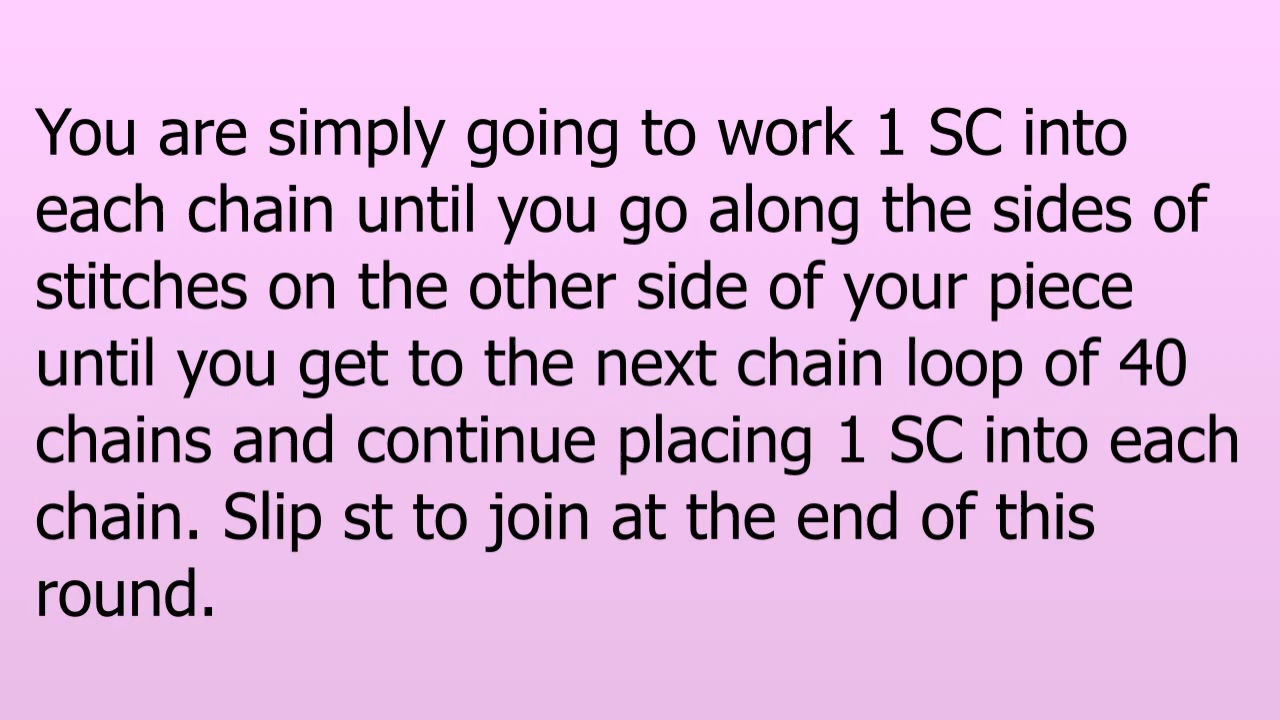 You are simply going to work 1 SC into
each chain until you go along the sides of
stitches on the other side of your piece
until you get to the next chain loop of 40
chains and continue placing 1 SC into each
chain. Slip st to join at the end of this
round.